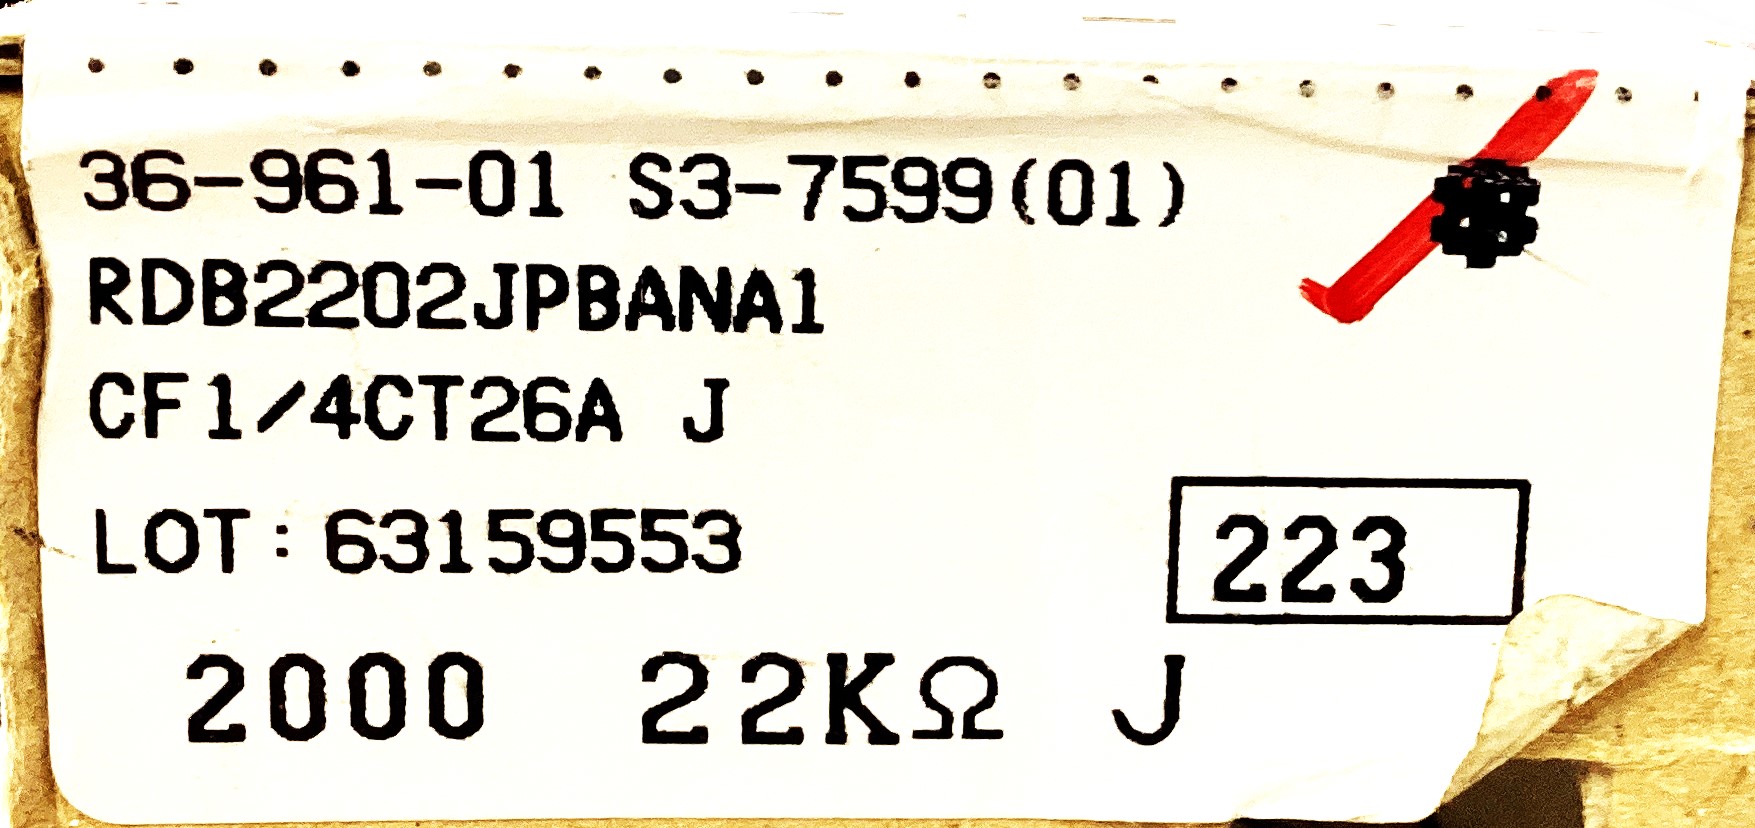 36-961-01 S3-7599(01)
RDB2202JPBANA1
CF1/4CT26A J
LOT:63159553
223
2000 22KΩ J